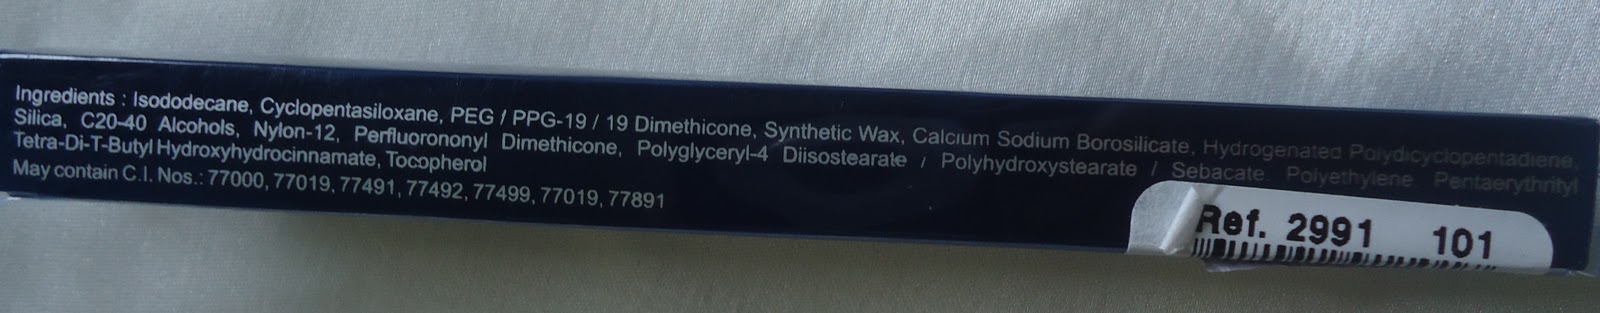 Ingredients : Isododecane, Cyclopentasiloxane, PEG / PPG-19 / 19 Dimethicone, Synthetic Wax, Calcium Sodium Borosilicate, Hydrogenated Polydicyclopentadiene,
Silica, C20-40 Alcohols, Nylon-12, Perfluorononyl Dimethicone, Polyglyceryl-4 Diisostearate / Polyhydroxystearate / Sebacate. Polyethylene. Pentaerythrityl
Tetra-Di-T-Butyl Hydroxyhydrocinnamate, Tocopherol
May contain C.I. Nos.: 77000, 77019, 77491, 77492, 77499, 77019, 77891
Ref. 2991 101